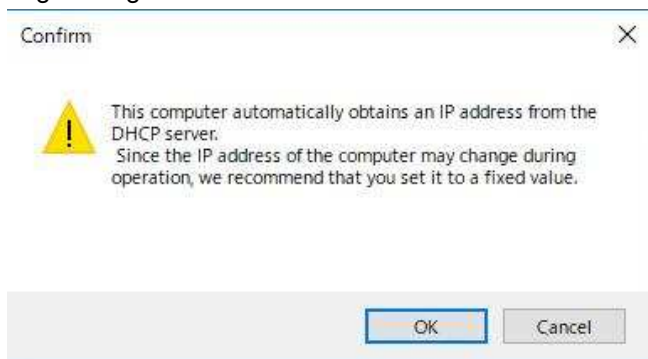 Confirm
This computer automatically obtains an IP address from the
DHCP server.
Since the IP address of the computer may change during
operation, we recommend that you set it to a fixed value.
OK
Cancel